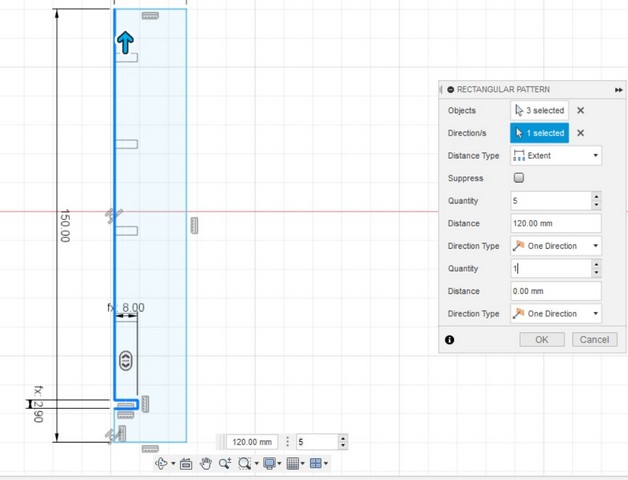 RECTANGULAR PATTERN
Objects 3 selected
Direction/s 1 selected
Distance Type Extent
Suppress
Quantity 5
Distance 120.00 mm
Direction Type One Direction
Quantity 1
Distance 0.00 mm
Direction Type One Direction
OK Cancel
150.00
fx: 8.00
fx: 2.90
120.00 mm 5